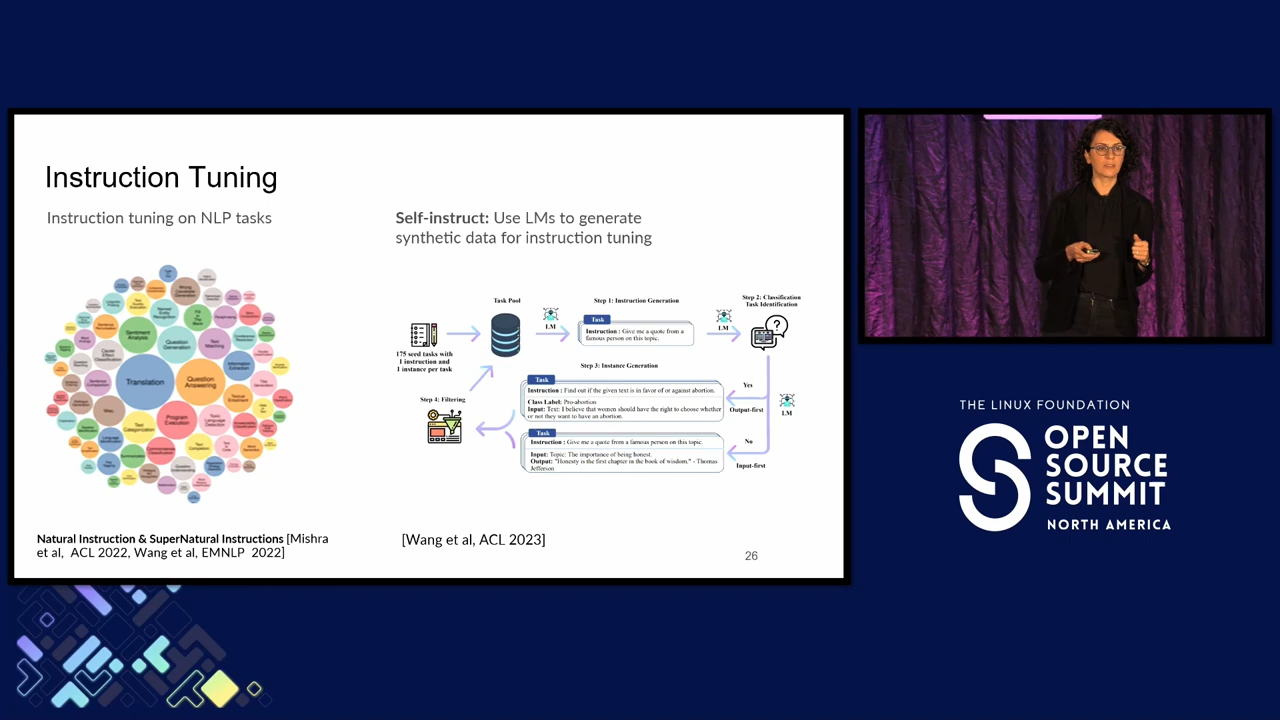 Instruction Tuning
Instruction tuning on NLP tasks
Translation
Question
Answering
Program
Execution
Question
Generation
Sentiment
Analysis
Text
Categorization
Text
Matching
Misc.
Information
Extraction
Natural Instruction & SuperNatural Instructions [Mishra
et al, ACL 2022, Wang et al, EMNLP 2022]
Self-instruct: Use LMs to generate
synthetic data for instruction tuning
175 seed tasks with
1 instruction and
1 instance per task
Task Pool
LM
Step 1: Instruction Generation
Task
Instruction : Give me a quote from a
famous person on this topic.
LM
Step 2: Classification
Task Identification
Step 3: Instance Generation
Task
Instruction : Find out if the given text is in favor of or against abortion.
Class Label: Pro-abortion
Input: Text: I believe that women should have the right to choose whether
or not they want to have an abortion.
Yes
Output-first
LM
Task
Instruction : Give me a quote from a famous person on this topic.
Input: Topic: The importance of being honest.
Output: "Honesty is the first chapter in the book of wisdom." - Thomas
Jefferson
No
Input-first
Step 4: Filtering
[Wang et al, ACL 2023]
26
THE LINUX FOUNDATION
OPEN
SOURCE
SUMMIT
NORTH AMERICA